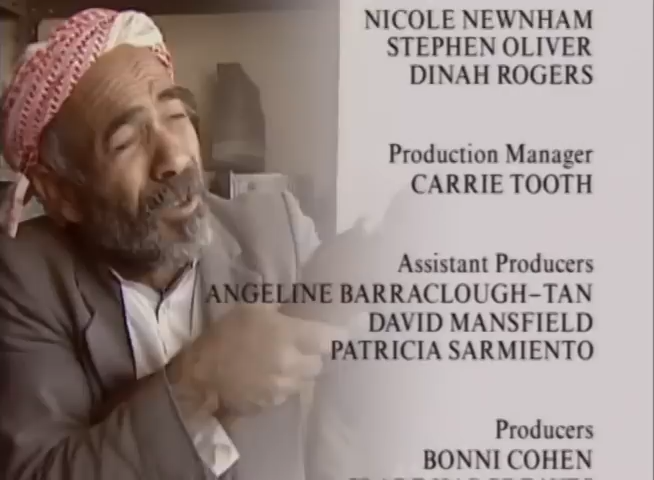 NICOLE NEWNHAM
STEPHEN OLIVER
DINAH ROGERS
Production Manager
CARRIE TOOTH
Assistant Producers
ANGELINE BARRACLOUGH-TAN
DAVID MANSFIELD
PATRICIA SARMIENTO
Producers
BONNI COHEN